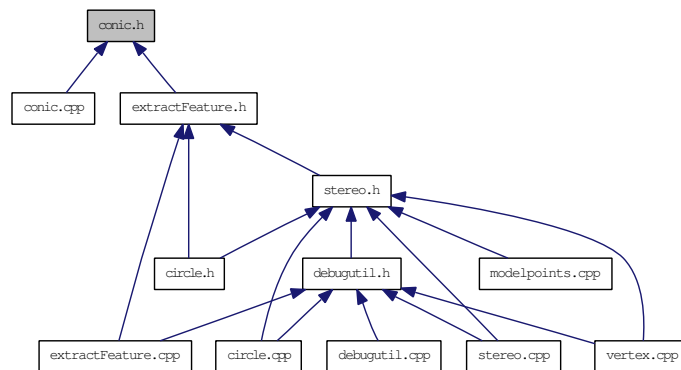 conic.h
conic.cpp
extractFeature.h
stereo.h
circle.h
debugutil.h
modelpoints.cpp
extractFeature.cpp
circle.cpp
debugutil.cpp
stereo.cpp
vertex.cpp